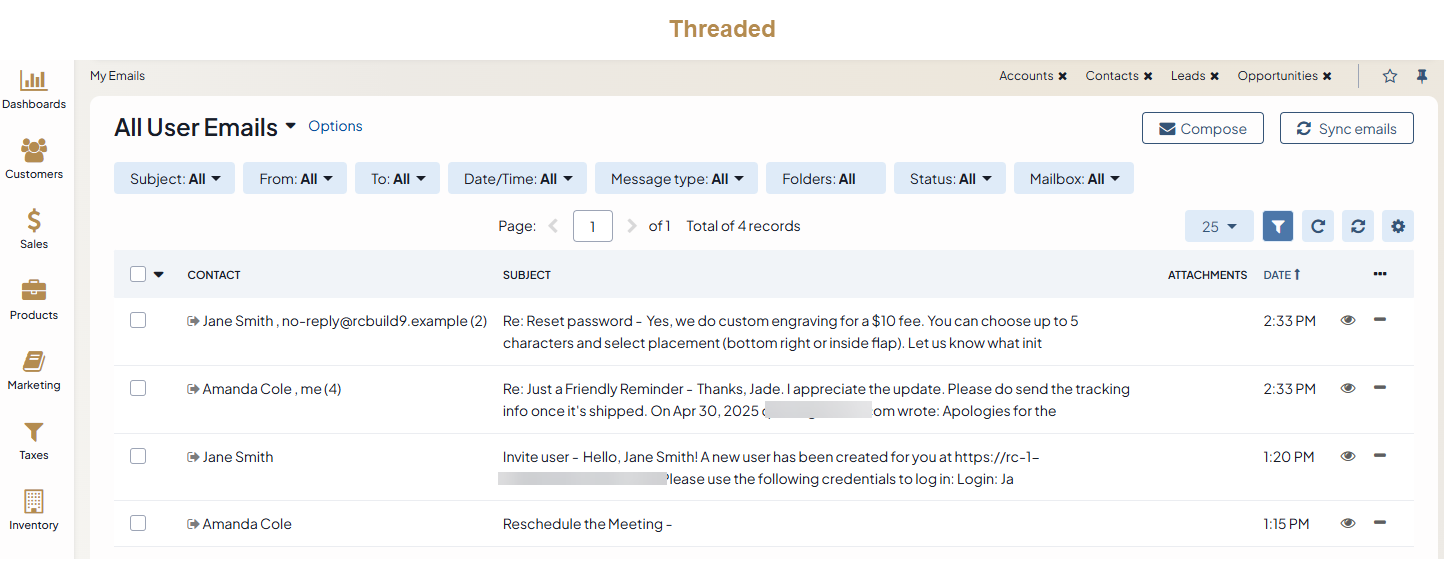 Threaded
My Emails
Accounts ✖ Contacts ✖ Leads ✖ Opportunities ✖
Dashboards
Customers
Sales
Products
Marketing
Taxes
Inventory
All User Emails Options
Compose Sync emails
Subject: All From: All To: All Date/Time: All Message type: All Folders: All Status: All Mailbox: All
Page: 1 of 1 Total of 4 records 25
CONTACT SUBJECT ATTACHMENTS DATE ...
Jane Smith , no-reply@rcbuild9.example (2) Re: Reset password - Yes, we do custom engraving for a $10 fee. You can choose up to 5 2:33 PM
characters and select placement (bottom right or inside flap). Let us know what init
Amanda Cole , me (4) Re: Just a Friendly Reminder - Thanks, Jade. I appreciate the update. Please do send the tracking 2:33 PM
info once it's shipped. On Apr 30, 2025 om wrote: Apologies for the
Jane Smith Invite user - Hello, Jane Smith! A new user has been created for you at https://rc-1- 1:20 PM
Please use the following credentials to log in: Login: Ja
Amanda Cole Reschedule the Meeting - 1:15 PM